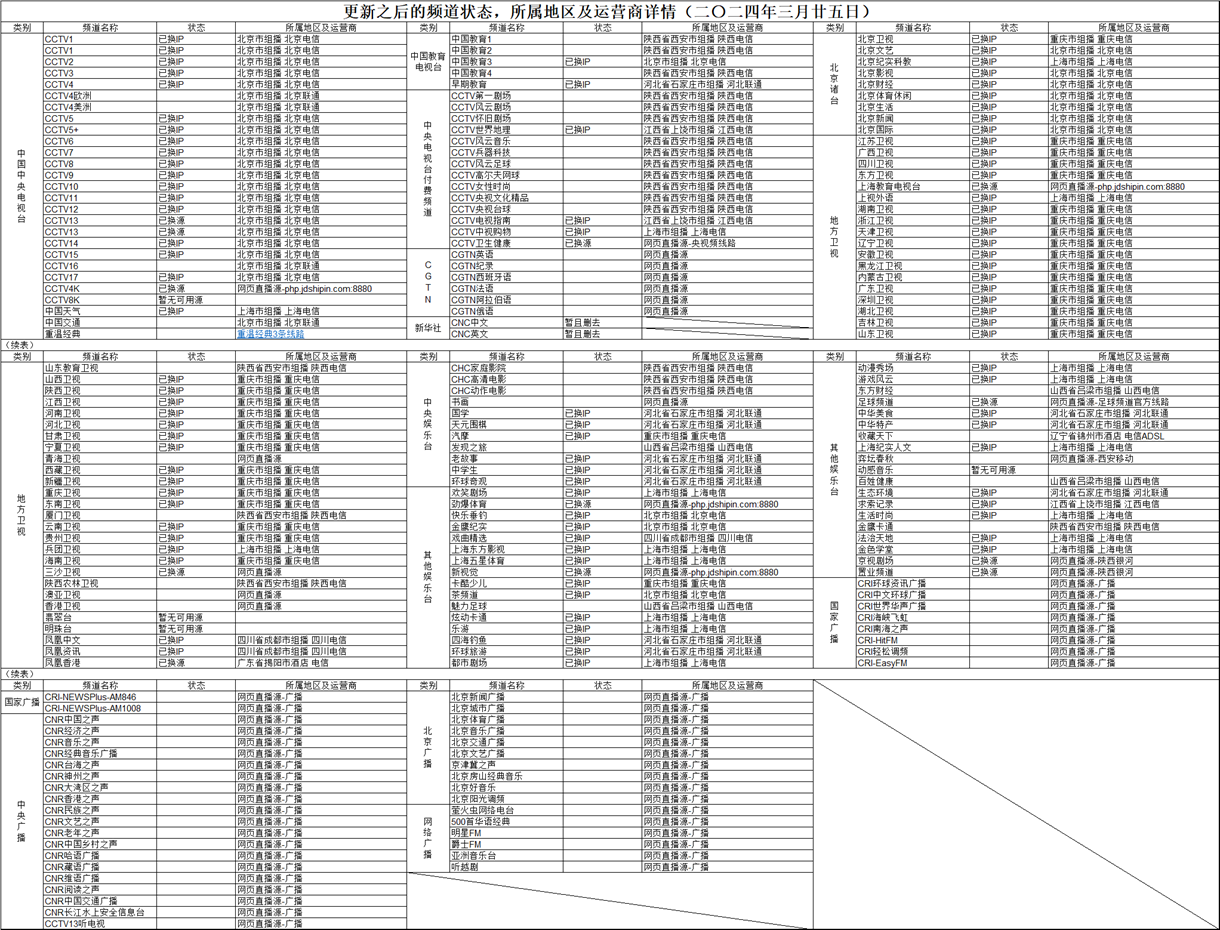 更新之后的频道状态，所属地区及运营商详情（二〇二四年三月廿五日）
类别 频道名称 状态 所属地区及运营商
中国中央电视台
CCTV1 已换IP 北京市组播 北京电信
CCTV1 已换IP 北京市组播 北京电信
CCTV2 已换IP 北京市组播 北京电信
CCTV3 已换IP 北京市组播 北京电信
CCTV4 已换IP 北京市组播 北京电信
CCTV4欧洲 北京市组播 北京联通
CCTV4美洲 北京市组播 北京联通
CCTV5 已换IP 北京市组播 北京电信
CCTV5+ 已换IP 北京市组播 北京电信
CCTV6 已换IP 北京市组播 北京电信
CCTV7 已换IP 北京市组播 北京电信
CCTV8 已换IP 北京市组播 北京电信
CCTV9 已换IP 北京市组播 北京电信
CCTV10 已换IP 北京市组播 北京电信
CCTV11 已换IP 北京市组播 北京电信
CCTV12 已换IP 北京市组播 北京电信
CCTV13 已换源 北京市组播 北京电信
CCTV13 已换源 北京市组播 北京电信
CCTV14 已换IP 北京市组播 北京电信
CCTV15 已换IP 北京市组播 北京电信
CCTV16 北京市组播 北京联通
CCTV17 已换IP 北京市组播 北京电信
CCTV4K 已换源 网页直播源-php.jdshipin.com:8880
CCTV8K 暂无可用源
中国天气 已换IP 上海市组播 上海电信
中国交通 北京市组播 北京联通
重温经典 重温经典3条线路
类别 频道名称 状态 所属地区及运营商
中国教育电视台
中国教育1 陕西省西安市组播 陕西电信
中国教育2 陕西省西安市组播 陕西电信
中国教育3 已换IP 北京市组播 北京电信
中国教育4 陕西省西安市组播 陕西电信
早期教育 已换IP 河北省石家庄市组播 河北联通
中央电视台付费频道
CCTV第一剧场 陕西省西安市组播 陕西电信
CCTV风云剧场 陕西省西安市组播 陕西电信
CCTV怀旧剧场 陕西省西安市组播 陕西电信
CCTV世界地理 已换IP 江西省上饶市组播 江西电信
CCTV风云音乐 陕西省西安市组播 陕西电信
CCTV兵器科技 陕西省西安市组播 陕西电信
CCTV风云足球 陕西省西安市组播 陕西电信
CCTV高尔夫网球 陕西省西安市组播 陕西电信
CCTV女性时尚 陕西省西安市组播 陕西电信
CCTV央视文化精品 陕西省西安市组播 陕西电信
CCTV央视台球 陕西省西安市组播 陕西电信
CCTV电视指南 已换IP 江西省上饶市组播 江西电信
CCTV中视购物 已换IP 上海市组播 上海电信
CCTV卫生健康 已换源 网页直播源-央视频线路
CGTN
CGTN英语 网页直播源
CGTN纪录 网页直播源
CGTN西班牙语 网页直播源
CGTN法语 网页直播源
CGTN阿拉伯语 网页直播源
CGTN俄语 网页直播源
新华社
CNC中文 暂且删去
CNC英文 暂且删去
类别 频道名称 状态 所属地区及运营商
北京诸台
北京卫视 已换IP 重庆市组播 重庆电信
北京文艺 已换IP 重庆市组播 重庆电信
北京纪实科教 已换IP 上海市组播 上海电信
北京影视 已换IP 重庆市组播 重庆电信
北京财经 已换IP 重庆市组播 重庆电信
北京体育休闲 已换IP 重庆市组播 重庆电信
北京生活 已换IP 重庆市组播 重庆电信
北京新闻 已换IP 重庆市组播 重庆电信
北京国际 已换IP 重庆市组播 重庆电信
地方卫视
江苏卫视 已换IP 重庆市组播 重庆电信
广西卫视 已换IP 重庆市组播 重庆电信
四川卫视 已换IP 重庆市组播 重庆电信
东方卫视 已换IP 重庆市组播 重庆电信
上海教育电视台 已换源 网页直播源-php.jdshipin.com:8880
上视外语 已换IP 上海市组播 上海电信
湖南卫视 已换IP 重庆市组播 重庆电信
浙江卫视 已换IP 重庆市组播 重庆电信
天津卫视 已换IP 重庆市组播 重庆电信
辽宁卫视 已换IP 重庆市组播 重庆电信
安徽卫视 已换IP 重庆市组播 重庆电信
黑龙江卫视 已换IP 重庆市组播 重庆电信
内蒙古卫视 已换IP 重庆市组播 重庆电信
广东卫视 已换IP 重庆市组播 重庆电信
深圳卫视 已换IP 重庆市组播 重庆电信
湖北卫视 已换IP 重庆市组播 重庆电信
吉林卫视 已换IP 重庆市组播 重庆电信
山东卫视 已换IP 重庆市组播 重庆电信
（续表）
类别 频道名称 状态 所属地区及运营商
地方卫视
山东教育卫视 陕西省西安市组播 陕西电信
山西卫视 已换IP 重庆市组播 重庆电信
陕西卫视 已换IP 重庆市组播 重庆电信
江西卫视 已换IP 重庆市组播 重庆电信
河南卫视 已换IP 重庆市组播 重庆电信
河北卫视 已换IP 重庆市组播 重庆电信
甘肃卫视 已换IP 重庆市组播 重庆电信
宁夏卫视 已换IP 重庆市组播 重庆电信
青海卫视 网页直播源
西藏卫视 已换IP 重庆市组播 重庆电信
新疆卫视 已换IP 重庆市组播 重庆电信
重庆卫视 已换IP 重庆市组播 重庆电信
东南卫视 已换IP 重庆市组播 重庆电信
厦门卫视 陕西省西安市组播 陕西电信
云南卫视 已换IP 重庆市组播 重庆电信
贵州卫视 已换IP 重庆市组播 重庆电信
兵团卫视 已换IP 上海市组播 上海电信
海南卫视 已换IP 重庆市组播 重庆电信
三沙卫视 已换源 网页直播源
陕西农林卫视 陕西省西安市组播 陕西电信
澳亚卫视 网页直播源
香港卫视 网页直播源
翡翠台 暂无可用源
明珠台 暂无可用源
凤凰中文 已换IP 四川省成都市组播 四川电信
凤凰资讯 已换IP 四川省成都市组播 四川电信
凤凰香港 已换源 广东省揭阳市酒店 电信
类别 频道名称 状态 所属地区及运营商
中央娱乐台
CHC家庭影院 陕西省西安市组播 陕西电信
CHC高清电影 陕西省西安市组播 陕西电信
CHC动作电影 陕西省西安市组播 陕西电信
书画 网页直播源
国学 已换IP 河北省石家庄市组播 河北联通
天元围棋 已换IP 河北省石家庄市组播 河北联通
汽摩 已换IP 重庆市组播 重庆电信
发现之旅 山西省吕梁市组播 山西电信
老故事 已换IP 河北省石家庄市组播 河北联通
中学生 已换IP 河北省石家庄市组播 河北联通
环球奇观 已换IP 河北省石家庄市组播 河北联通
其他娱乐台
欢笑剧场 已换IP 上海市组播 上海电信
劲爆体育 已换源 网页直播源-php.jdshipin.com:8880
快乐垂钓 已换IP 北京市组播 北京电信
金鹰纪实 已换IP 北京市组播 北京电信
戏曲精选 已换IP 四川省成都市组播 四川电信
上海东方影视 已换IP 上海市组播 上海电信
上海五星体育 已换IP 上海市组播 上海电信
新视觉 已换源 网页直播源-php.jdshipin.com:8880
卡酷少儿 已换IP 重庆市组播 重庆电信
茶频道 已换IP 北京市组播 北京电信
魅力足球 山西省吕梁市组播 山西电信
炫动卡通 已换IP 上海市组播 上海电信
乐游 已换IP 上海市组播 上海电信
四海钓鱼 已换IP 河北省石家庄市组播 河北联通
环球旅游 已换IP 河北省石家庄市组播 河北联通
都市剧场 已换IP 上海市组播 上海电信
类别 频道名称 状态 所属地区及运营商
其他娱乐台
动漫秀场 已换IP 上海市组播 上海电信
游戏风云 已换IP 上海市组播 上海电信
东方财经 山西省吕梁市组播 山西电信
足球频道 已换源 网页直播源-足球频道官方线路
中华美食 已换IP 河北省石家庄市组播 河北联通
中华特产 已换IP 河北省石家庄市组播 河北联通
收藏天下 辽宁省锦州市酒店 电信ADSL
上海纪实人文 已换IP 上海市组播 上海电信
弈坛春秋 网页直播源-西安移动
动感音乐 暂无可用源
百姓健康 山西省吕梁市组播 山西电信
生态环境 已换IP 河北省石家庄市组播 河北联通
求索记录 已换IP 江西省上饶市组播 江西电信
生活时尚 已换IP 上海市组播 上海电信
金鹰卡通 陕西省西安市组播 陕西电信
法治天地 已换IP 上海市组播 上海电信
金色学堂 已换IP 上海市组播 上海电信
京视剧场 已换源 网页直播源-陕西银河
置业频道 已换源 网页直播源-陕西银河
国家广播
CRI环球资讯广播 网页直播源-广播
CRI中文环球广播 网页直播源-广播
CRI世界华声广播 网页直播源-广播
CRI海峡飞虹 网页直播源-广播
CRI南海之声 网页直播源-广播
CRI-HitFM 网页直播源-广播
CRI轻松调频 网页直播源-广播
CRI-EasyFM 网页直播源-广播
（续表）
类别 频道名称 状态 所属地区及运营商
国家广播
CRI-NEWSPlus-AM846 网页直播源-广播
CRI-NEWSPlus-AM1008 网页直播源-广播
中央广播
CNR中国之声 网页直播源-广播
CNR经济之声 网页直播源-广播
CNR音乐之声 网页直播源-广播
CNR经典音乐广播 网页直播源-广播
CNR台海之声 网页直播源-广播
CNR神州之声 网页直播源-广播
CNR大湾区之声 网页直播源-广播
CNR香港之声 网页直播源-广播
CNR民族之声 网页直播源-广播
CNR文艺之声 网页直播源-广播
CNR老年之声 网页直播源-广播
CNR中国乡村之声 网页直播源-广播
CNR哈语广播 网页直播源-广播
CNR藏语广播 网页直播源-广播
CNR维语广播 网页直播源-广播
CNR阅读之声 网页直播源-广播
CNR中国交通广播 网页直播源-广播
CNR长江水上安全信息台 网页直播源-广播
CCTV13听电视 网页直播源-广播
类别 频道名称 状态 所属地区及运营商
北京广播
北京新闻广播 网页直播源-广播
北京城市广播 网页直播源-广播
北京体育广播 网页直播源-广播
北京音乐广播 网页直播源-广播
北京交通广播 网页直播源-广播
北京文艺广播 网页直播源-广播
京津冀之声 网页直播源-广播
北京房山经典音乐 网页直播源-广播
北京好音乐 网页直播源-广播
北京阳光调频 网页直播源-广播
网络广播
萤火虫网络电台 网页直播源-广播
500首华语经典 网页直播源-广播
明星FM 网页直播源-广播
爵士FM 网页直播源-广播
亚洲音乐台 网页直播源-广播
听越剧 网页直播源-广播